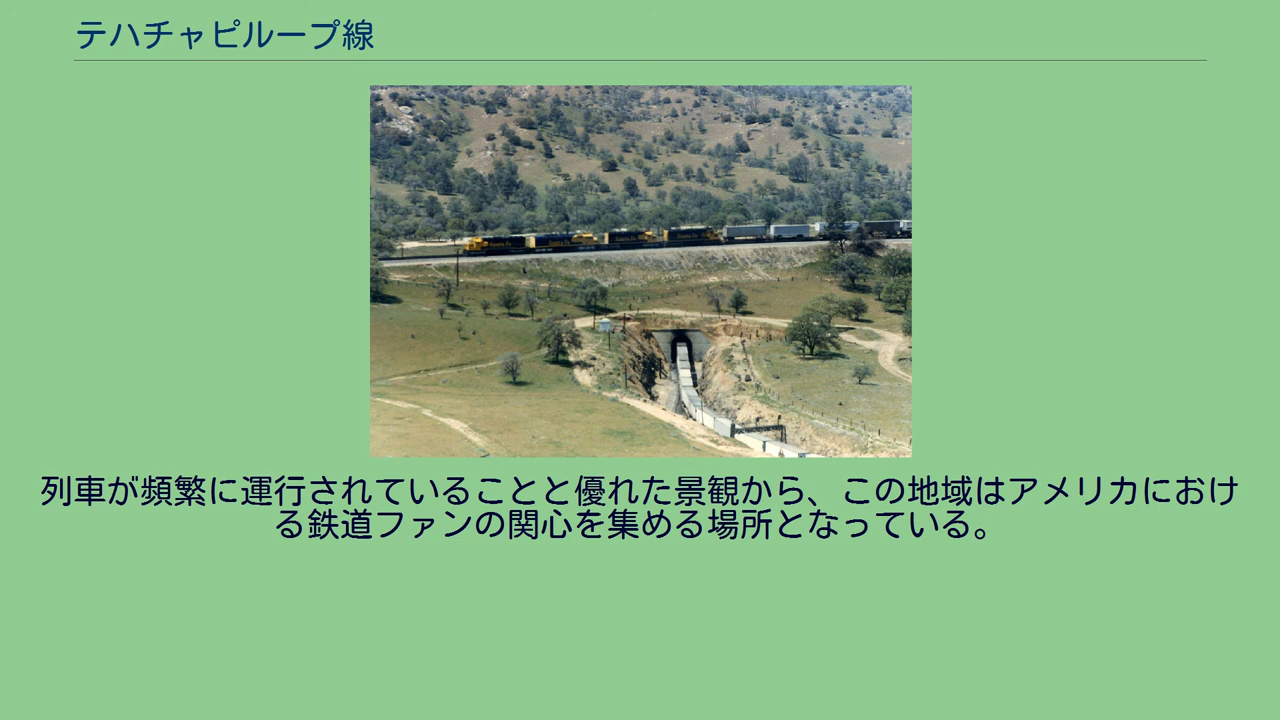 テハチャピループ線
列車が頻繁に運行されていることと優れた景観から、この地域はアメリカにおけ
る鉄道ファンの関心を集める場所となっている。